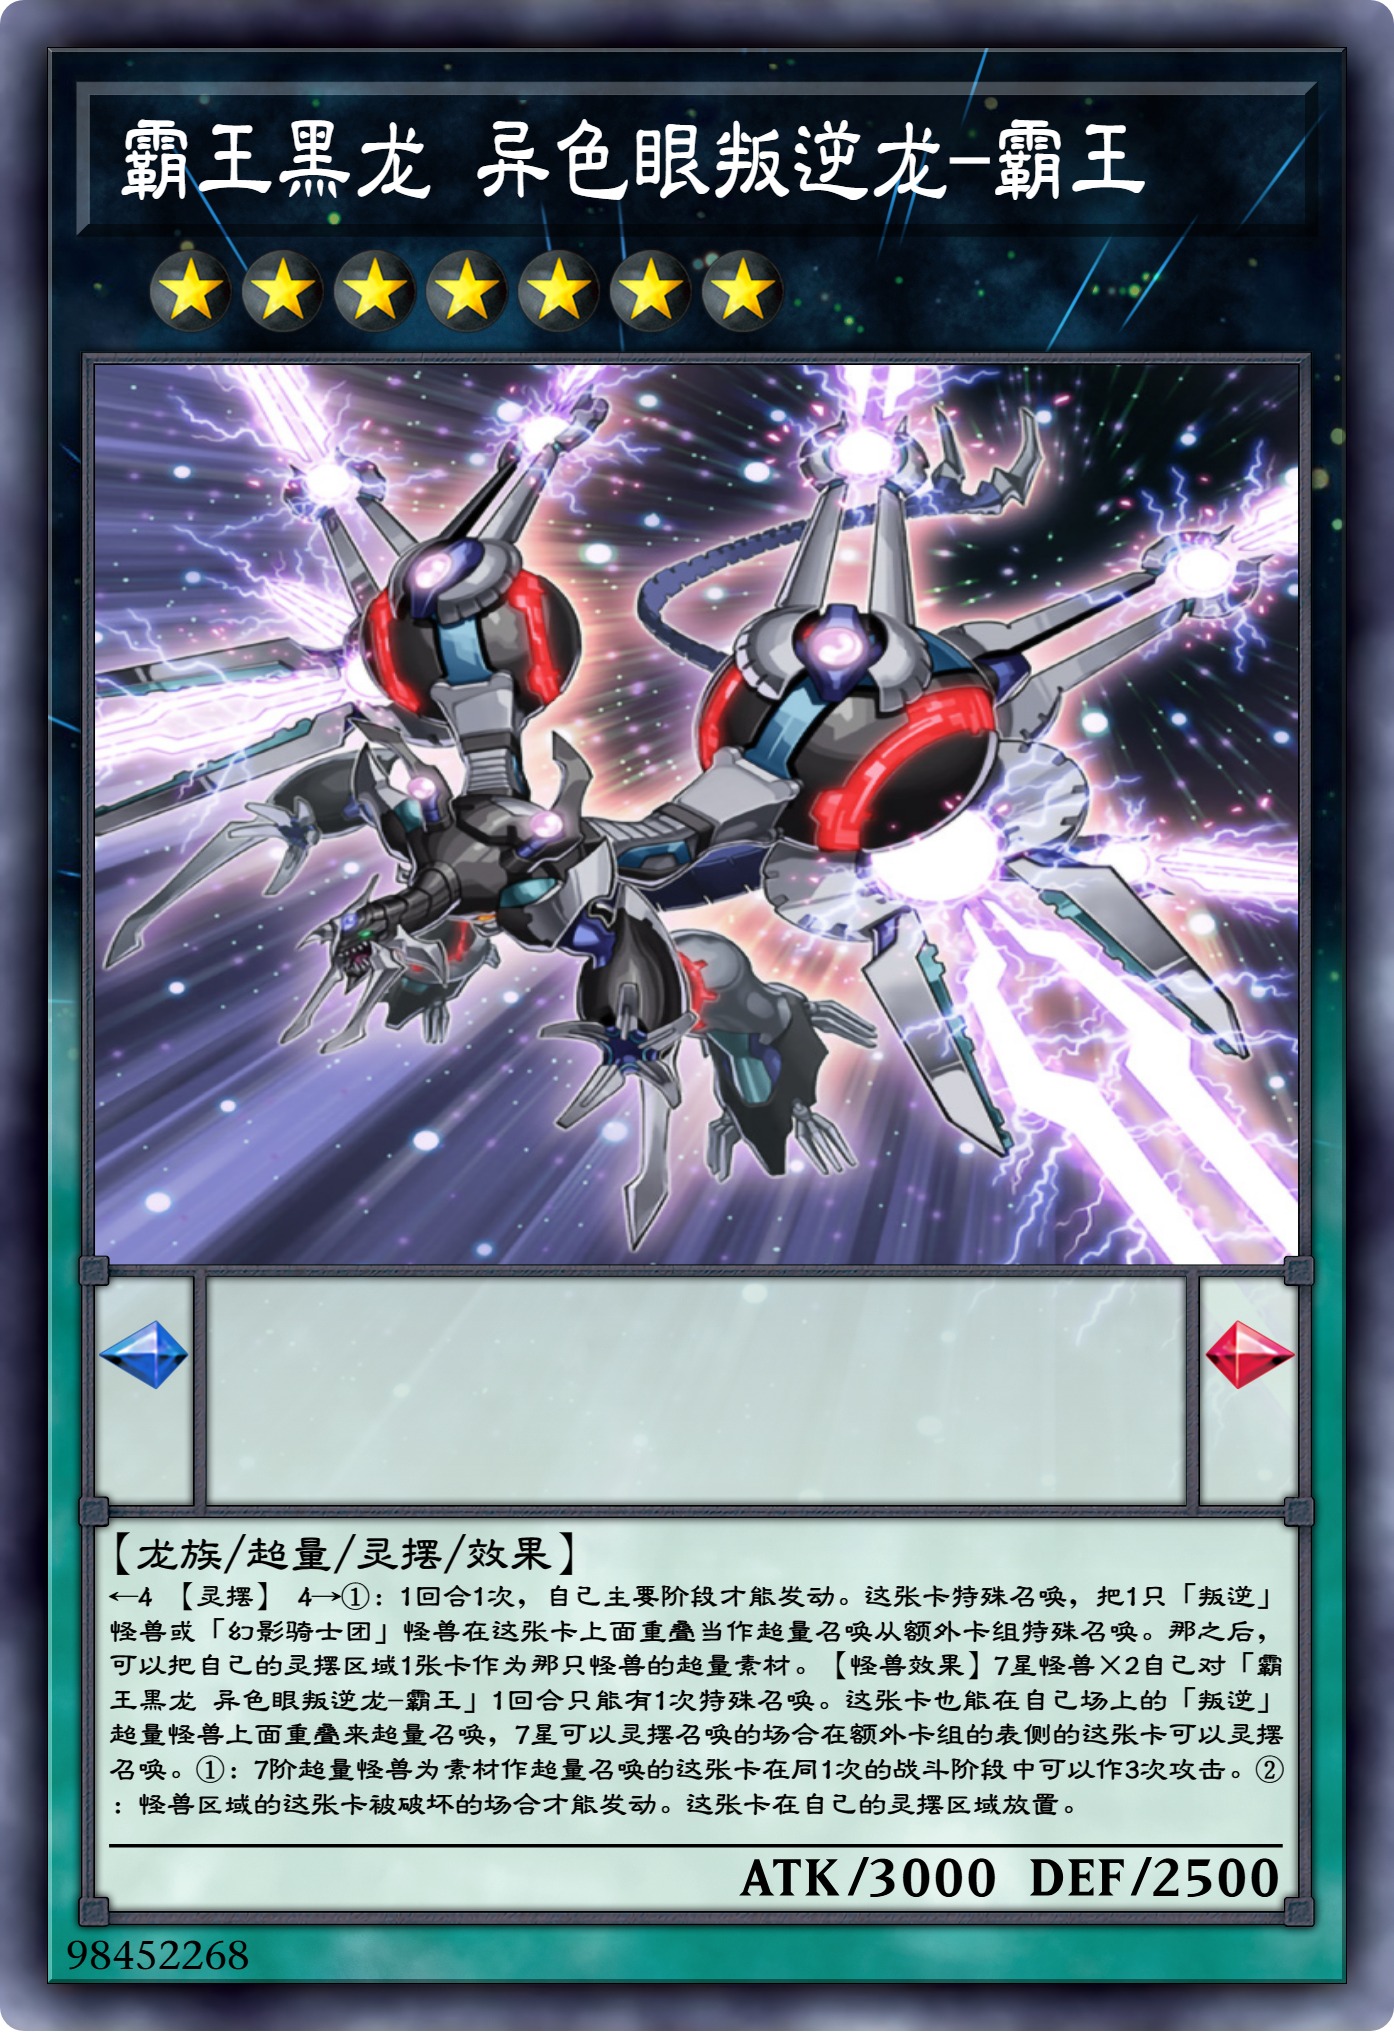 霸王黑龙 异色眼叛逆龙-霸王
【龙族/超量/灵摆/效果】
←4 【灵摆】 4→①：1回合1次，自己主要阶段才能发动。这张卡特殊召唤，把1只「叛逆」
怪兽或「幻影骑士团」怪兽在这张卡上面重叠当作超量召唤从额外卡组特殊召唤。那之后，
可以把自己的灵摆区域1张卡作为那只怪兽的超量素材。【怪兽效果】7星怪兽×2自己对「霸
王黑龙 异色眼叛逆龙-霸王」1回合只能有1次特殊召唤。这张卡也能在自己场上的「叛逆」
超量怪兽上面重叠来超量召唤，7星可以灵摆召唤的场合在额外卡组的表侧的这张卡可以灵摆
召唤。①：7阶超量怪兽为素材作超量召唤的这张卡在同1次的战斗阶段中可以作3次攻击。②
：怪兽区域的这张卡被破坏的场合才能发动。这张卡在自己的灵摆区域放置。
ATK/3000 DEF/2500
98452268